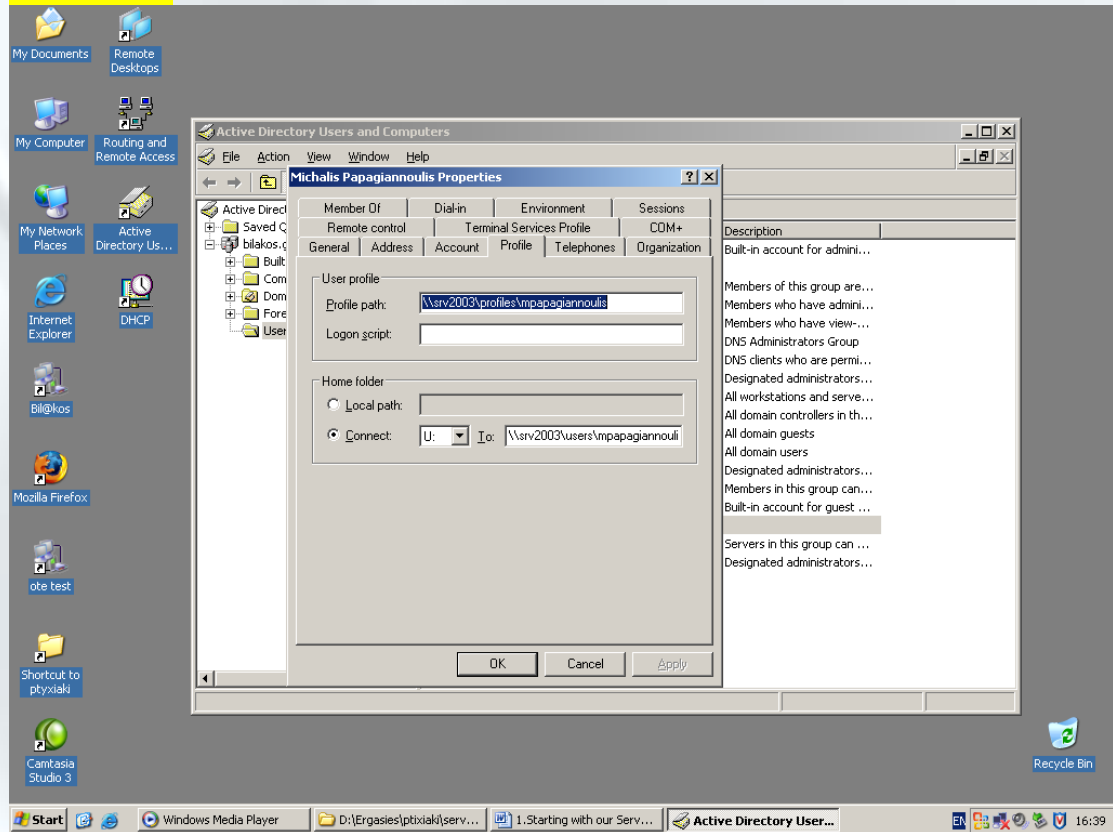 My Documents
Remote
Desktops
My Computer
Routing and
Remote Access
My Network
Places
Active
Directory Us...
Internet
Explorer
DHCP
Bil@kos
Mozilla Firefox
ote test
Shortcut to
ptyxiaki
Camtasia
Studio 3
Recycle Bin
Active Directory Users and Computers
File Action View Window Help
Michalis Papagiannoulis Properties
Active Direct
Saved Q
bilakos.g
Built
Com
Dom
Fore
User
Member Of Dial-in Environment Sessions
Remote control Terminal Services Profile COM+
General Address Account Profile Telephones Organization
User profile
Profile path: \\srv2003\profiles\mpapagiannoulis
Logon script:
Home folder
Local path:
Connect: U: To: \\srv2003\users\mpapagiannouli
OK Cancel Apply
Description
Built-in account for admini...
Members of this group are...
Members who have admini...
Members who have view-...
DNS Administrators Group
DNS clients who are permi...
Designated administrators...
All workstations and serve...
All domain controllers in th...
All domain guests
All domain users
Designated administrators...
Members in this group can...
Built-in account for guest ...
Servers in this group can ...
Designated administrators...
Start Windows Media Player D:\Ergasies\ptixiaki\serv... 1.Starting with our Serv... Active Directory User... EN 16:39